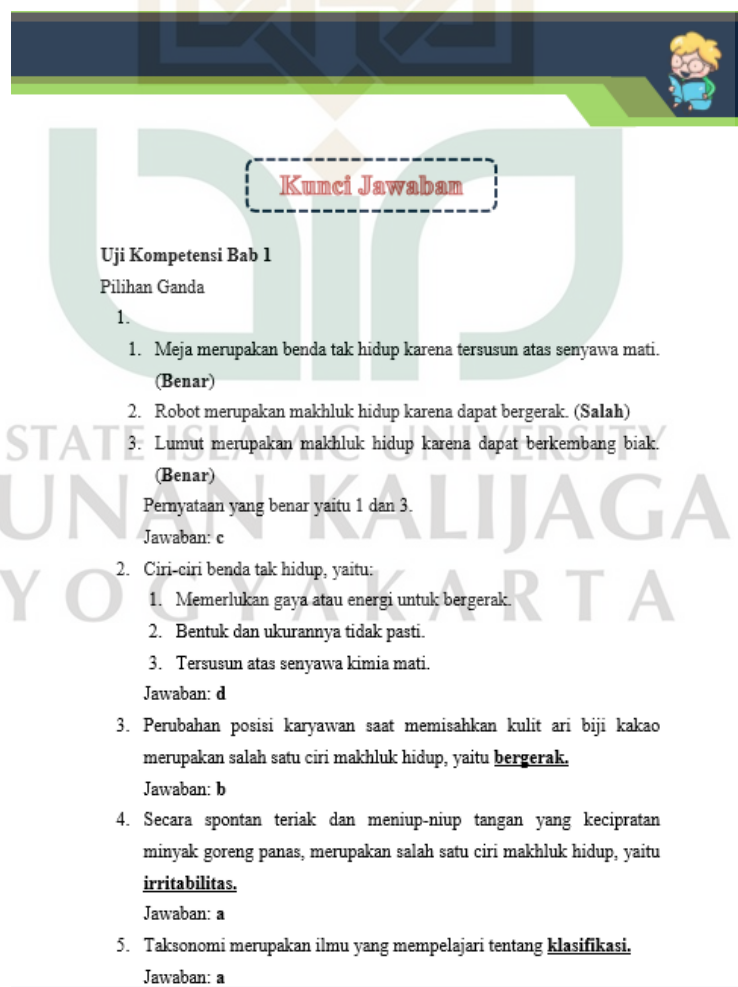 Kunci Jawaban
Uji Kompetensi Bab 1
Pilihan Ganda
1.
1. Meja merupakan benda tak hidup karena tersusun atas senyawa mati.
(Benar)
2. Robot merupakan makhluk hidup karena dapat bergerak. (Salah)
3. Lumut merupakan makhluk hidup karena dapat berkembang biak.
(Benar)
Pernyataan yang benar yaitu 1 dan 3.
Jawaban: c
2. Ciri-ciri benda tak hidup, yaitu:
1. Memerlukan gaya atau energi untuk bergerak.
2. Bentuk dan ukurannya tidak pasti.
3. Tersusun atas senyawa kimia mati.
Jawaban: d
3. Perubahan posisi karyawan saat memisahkan kulit ari biji kakao
merupakan salah satu ciri makhluk hidup, yaitu bergerak.
Jawaban: b
4. Secara spontan teriak dan meniup-niup tangan yang kecipratan
minyak goreng panas, merupakan salah satu ciri makhluk hidup, yaitu
irritabilitas.
Jawaban: a
5. Taksonomi merupakan ilmu yang mempelajari tentang klasifikasi.
Jawaban: a
STATE ISLAMIC UNIVERSITY
UNAN KALIJAGA
YOGYAKARTA